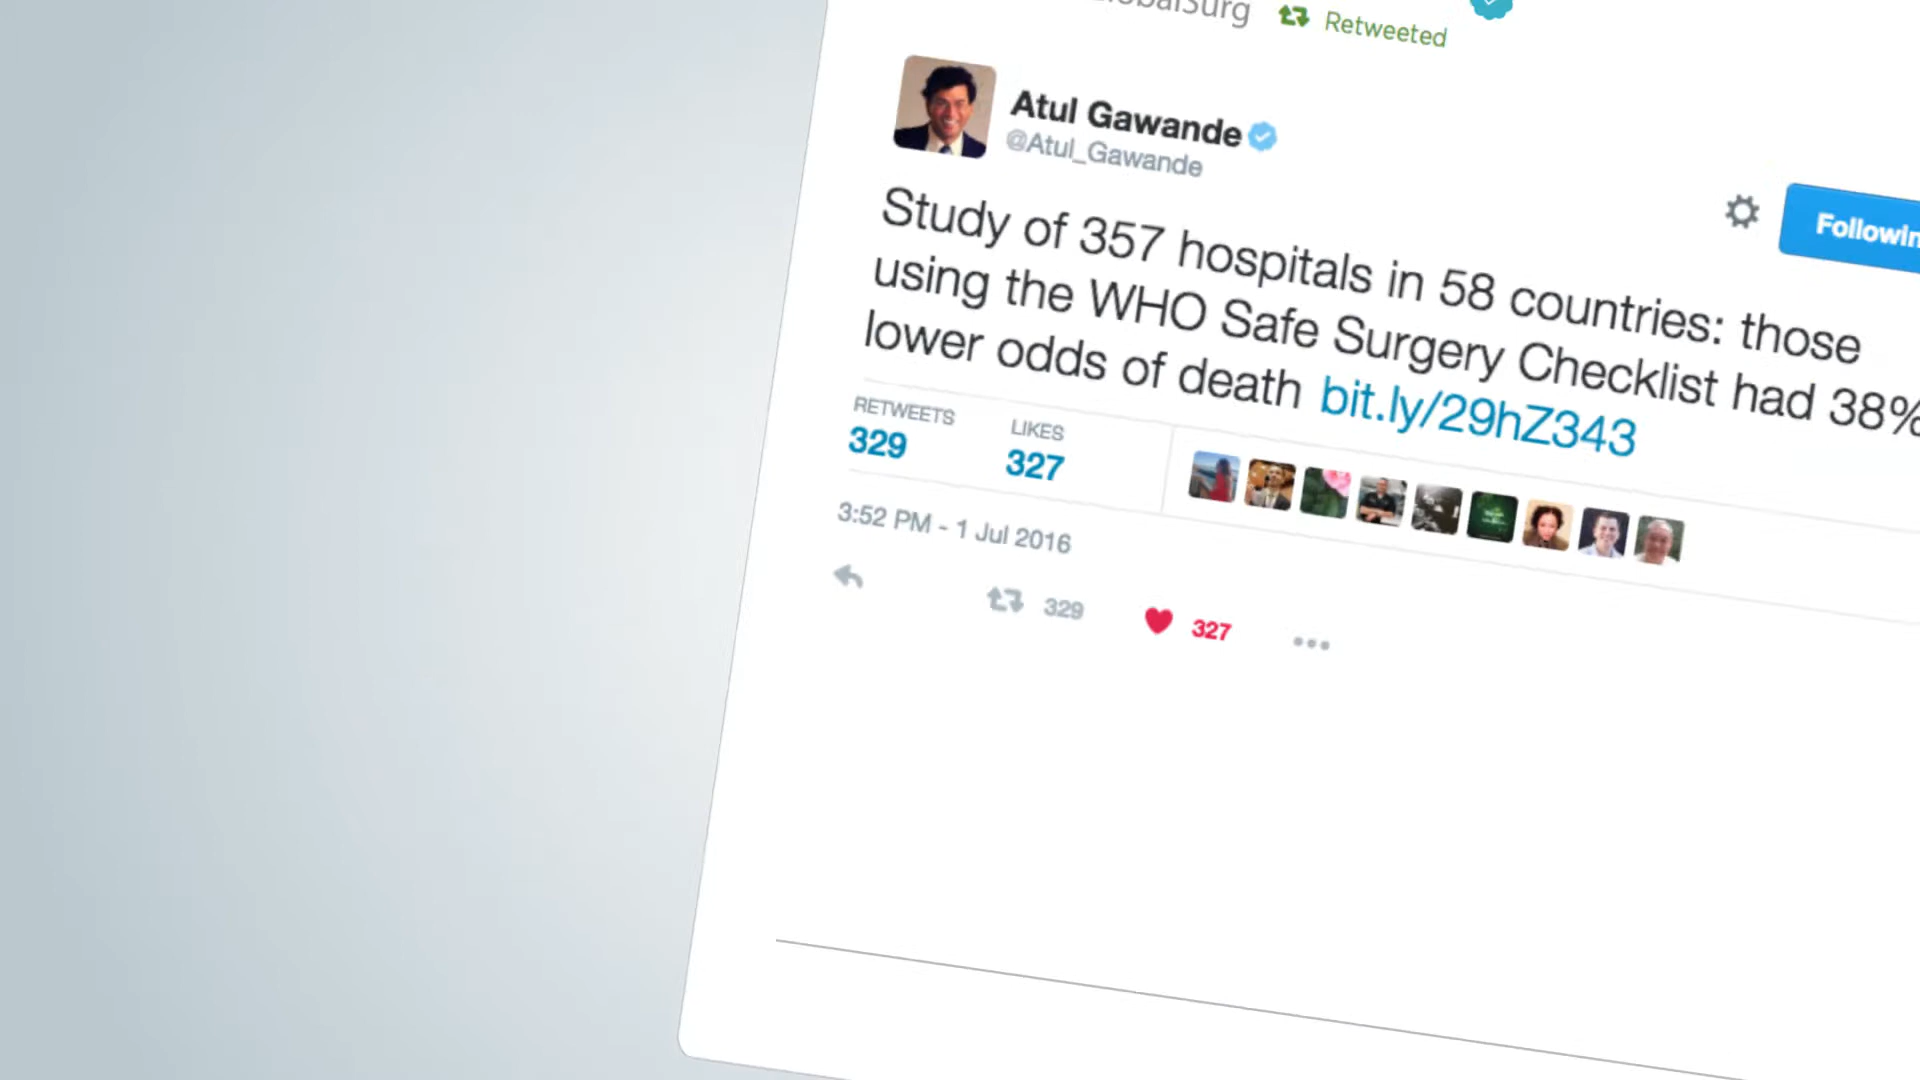 Retweeted
Atul Gawande
@Atul_Gawande
Following
Study of 357 hospitals in 58 countries: those
using the WHO Safe Surgery Checklist had 38%
lower odds of death bit.ly/29hZ343
RETWEETS LIKES
329 327
3:52 PM - 1 Jul 2016
329 327